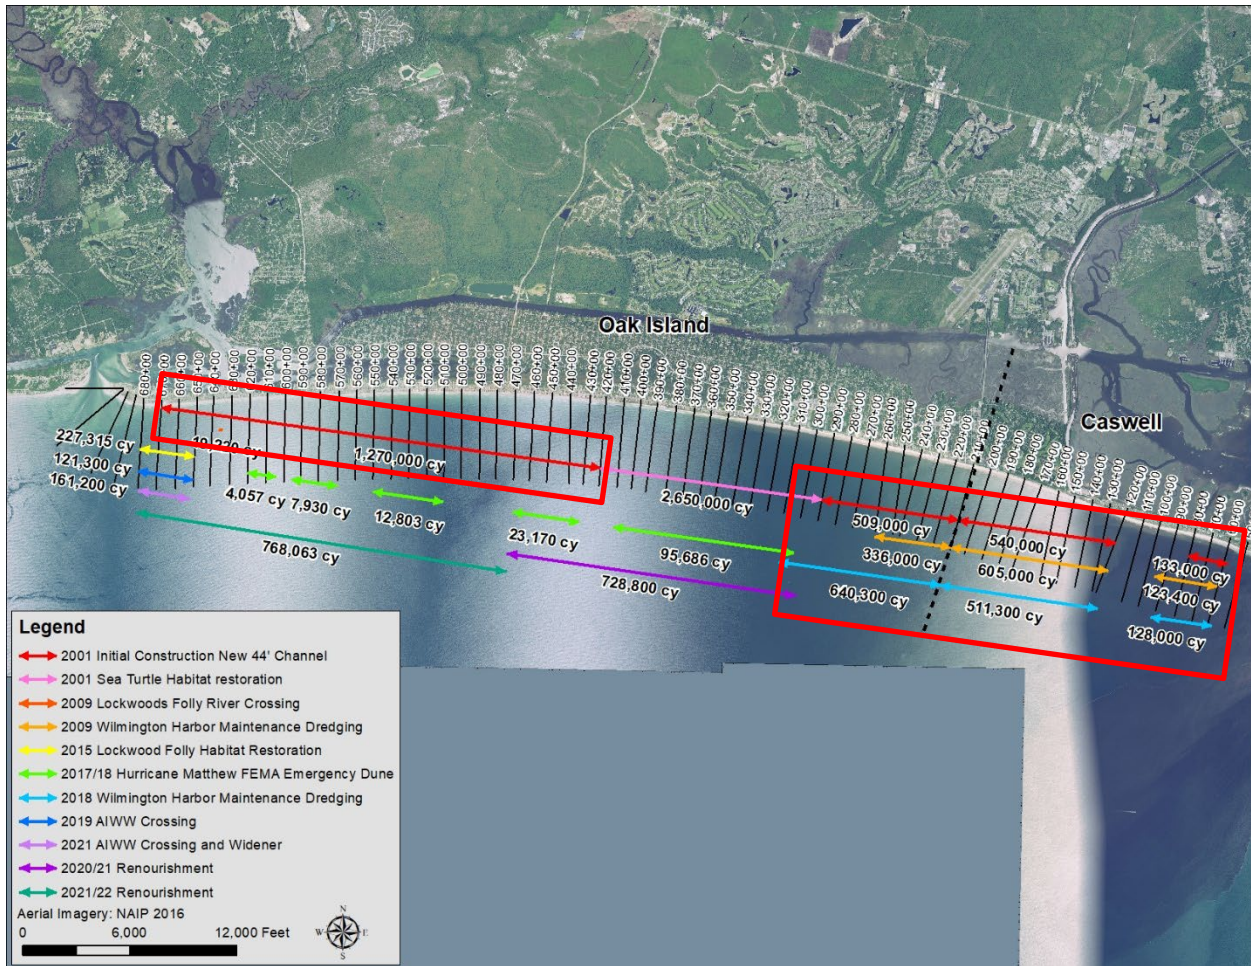 Oak Island
Caswell
680+00
660+00
650+00
640+00
630+00
620+00
610+00
600+00
590+00
580+00
570+00
560+00
550+00
540+00
530+00
520+00
510+00
500+00
490+00
480+00
470+00
460+00
450+00
440+00
430+00
420+00
410+00
400+00
390+00
380+00
370+00
360+00
350+00
340+00
330+00
320+00
310+00
300+00
290+00
280+00
270+00
260+00
250+00
240+00
230+00
220+00
210+00
200+00
190+00
180+00
170+00
160+00
150+00
140+00
130+00
120+00
110+00
100+00
227,315 cy
121,300 cy
161,200 cy
19,220 cy
1,270,000 cy
4,057 cy
7,930 cy
12,803 cy
23,170 cy
768,063 cy
2,650,000 cy
95,686 cy
728,800 cy
509,000 cy
540,000 cy
336,000 cy
605,000 cy
640,300 cy
511,300 cy
133,000 cy
123,400 cy
128,000 cy
Legend
2001 Initial Construction New 44' Channel
2001 Sea Turtle Habitat restoration
2009 Lockwoods Folly River Crossing
2009 Wilmington Harbor Maintenance Dredging
2015 Lockwood Folly Habitat Restoration
2017/18 Hurricane Matthew FEMA Emergency Dune
2018 Wilmington Harbor Maintenance Dredging
2019 AIWW Crossing
2021 AIWW Crossing and Widener
2020/21 Renourishment
2021/22 Renourishment
Aerial Imagery: NAIP 2016
0 6,000 12,000 Feet
N
W E
S